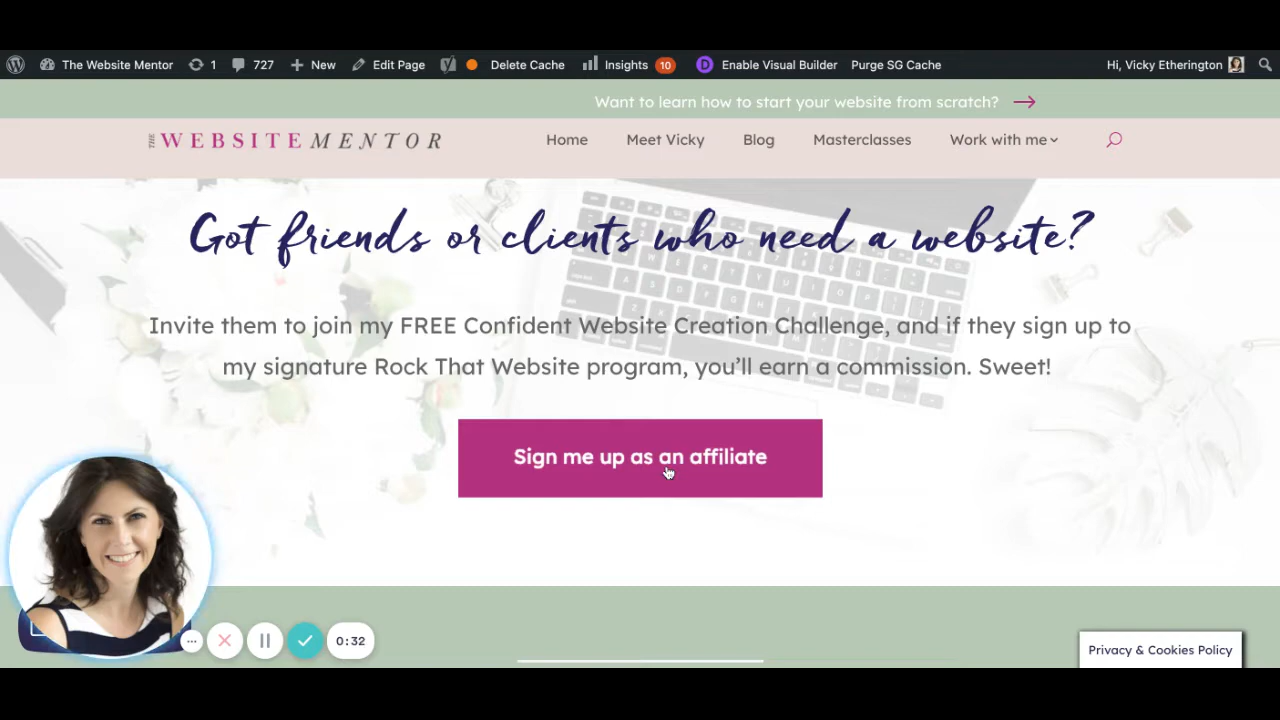 The Website Mentor 1 727 New Edit Page Delete Cache Insights 10 D Enable Visual Builder Purge SG Cache Hi, Vicky Etherington
Want to learn how to start your website from scratch? →
THE WEBSITE MENTOR Home Meet Vicky Blog Masterclasses Work with me
Got friends or clients who need a website?
Invite them to join my FREE Confident Website Creation Challenge, and if they sign up to
my signature Rock That Website program, you’ll earn a commission. Sweet!
Sign me up as an affiliate
0:32
Privacy & Cookies Policy